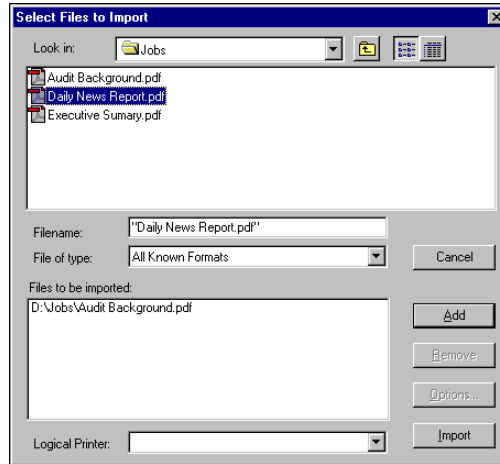 Select Files to Import
Look in: Jobs
Audit Background.pdf
Daily News Report.pdf
Executive Sumary.pdf
Filename: "Daily News Report.pdf"
File of type: All Known Formats
Cancel
Files to be imported:
D:\Jobs\Audit Background.pdf
Add
Remove
Options...
Logical Printer:
Import